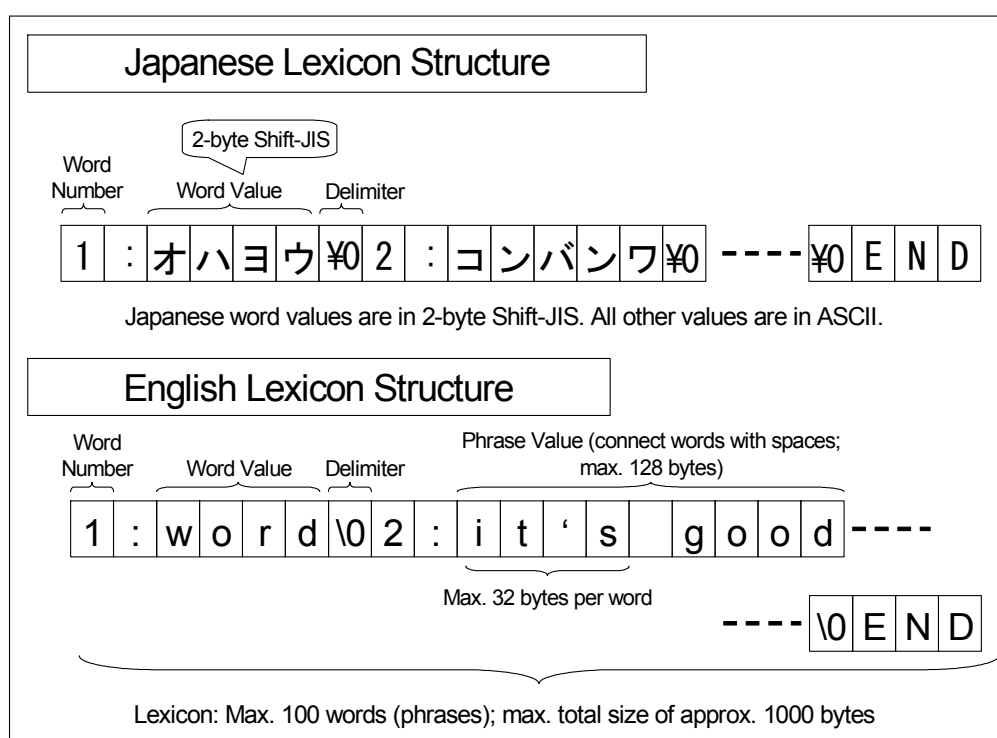 Japanese Lexicon Structure
2-byte Shift-JIS
Word
Number
Word Value
Delimiter
1 : オハヨウ¥0 2 : コンバンワ¥0 ---- ¥0 E N D
Japanese word values are in 2-byte Shift-JIS. All other values are in ASCII.
English Lexicon Structure
Word
Number
Word Value
Delimiter
Phrase Value (connect words with spaces;
max. 128 bytes)
1 : w o r d \0 2 : i t ‘ s g o o d ----
Max. 32 bytes per word
---- \0 E N D
Lexicon: Max. 100 words (phrases); max. total size of approx. 1000 bytes